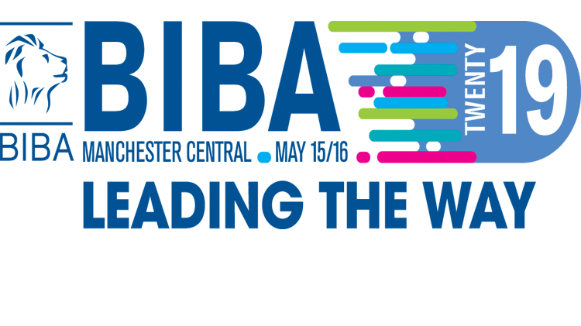 BIBA
BIBA
TWENTY
19
MANCHESTER CENTRAL MAY 15/16
LEADING THE WAY